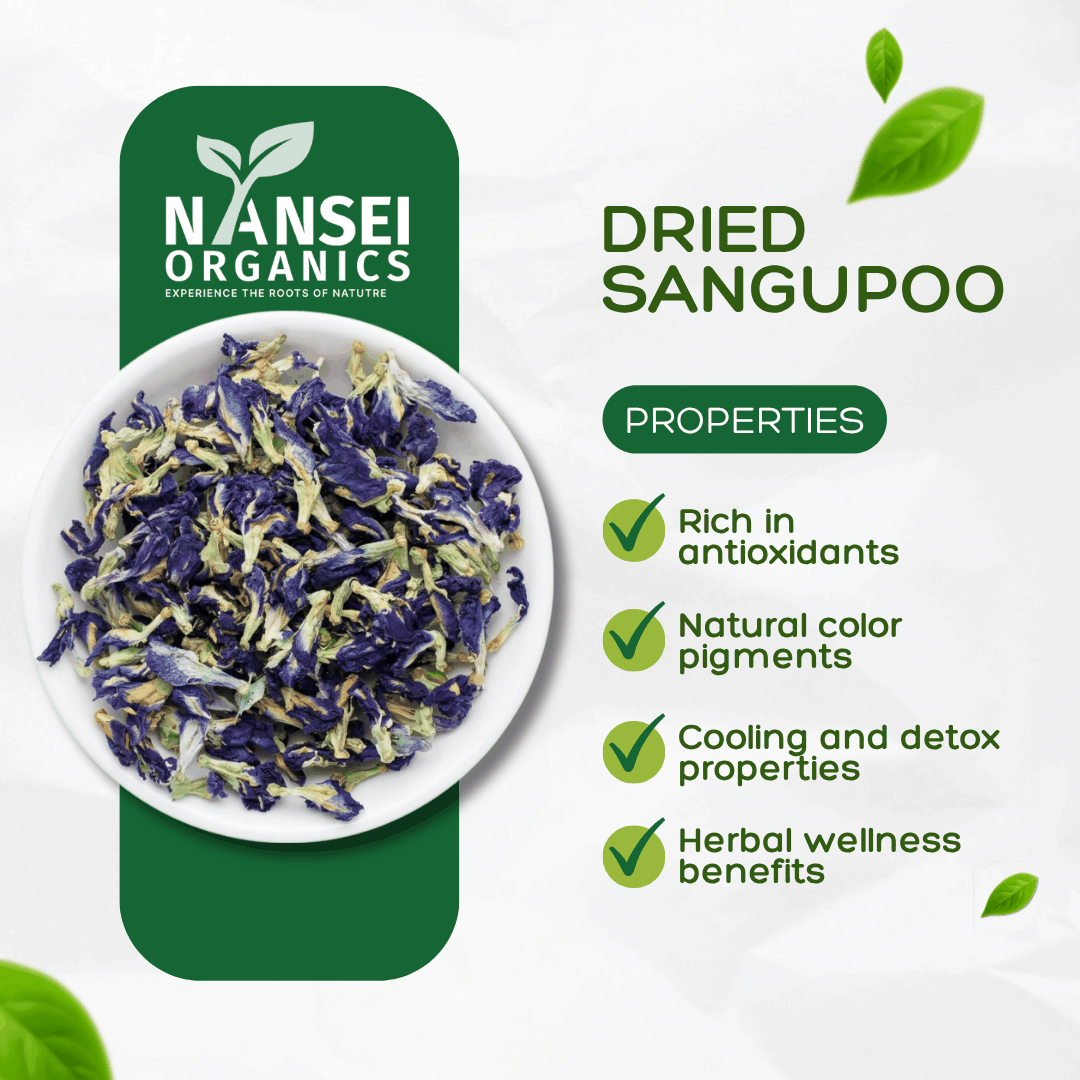 NANSEI
ORGANICS
EXPERIENCE THE ROOTS OF NATUTRE
DRIED
SANGUPOO
PROPERTIES
Rich in
antioxidants
Natural color
pigments
Cooling and detox
properties
Herbal wellness
benefits